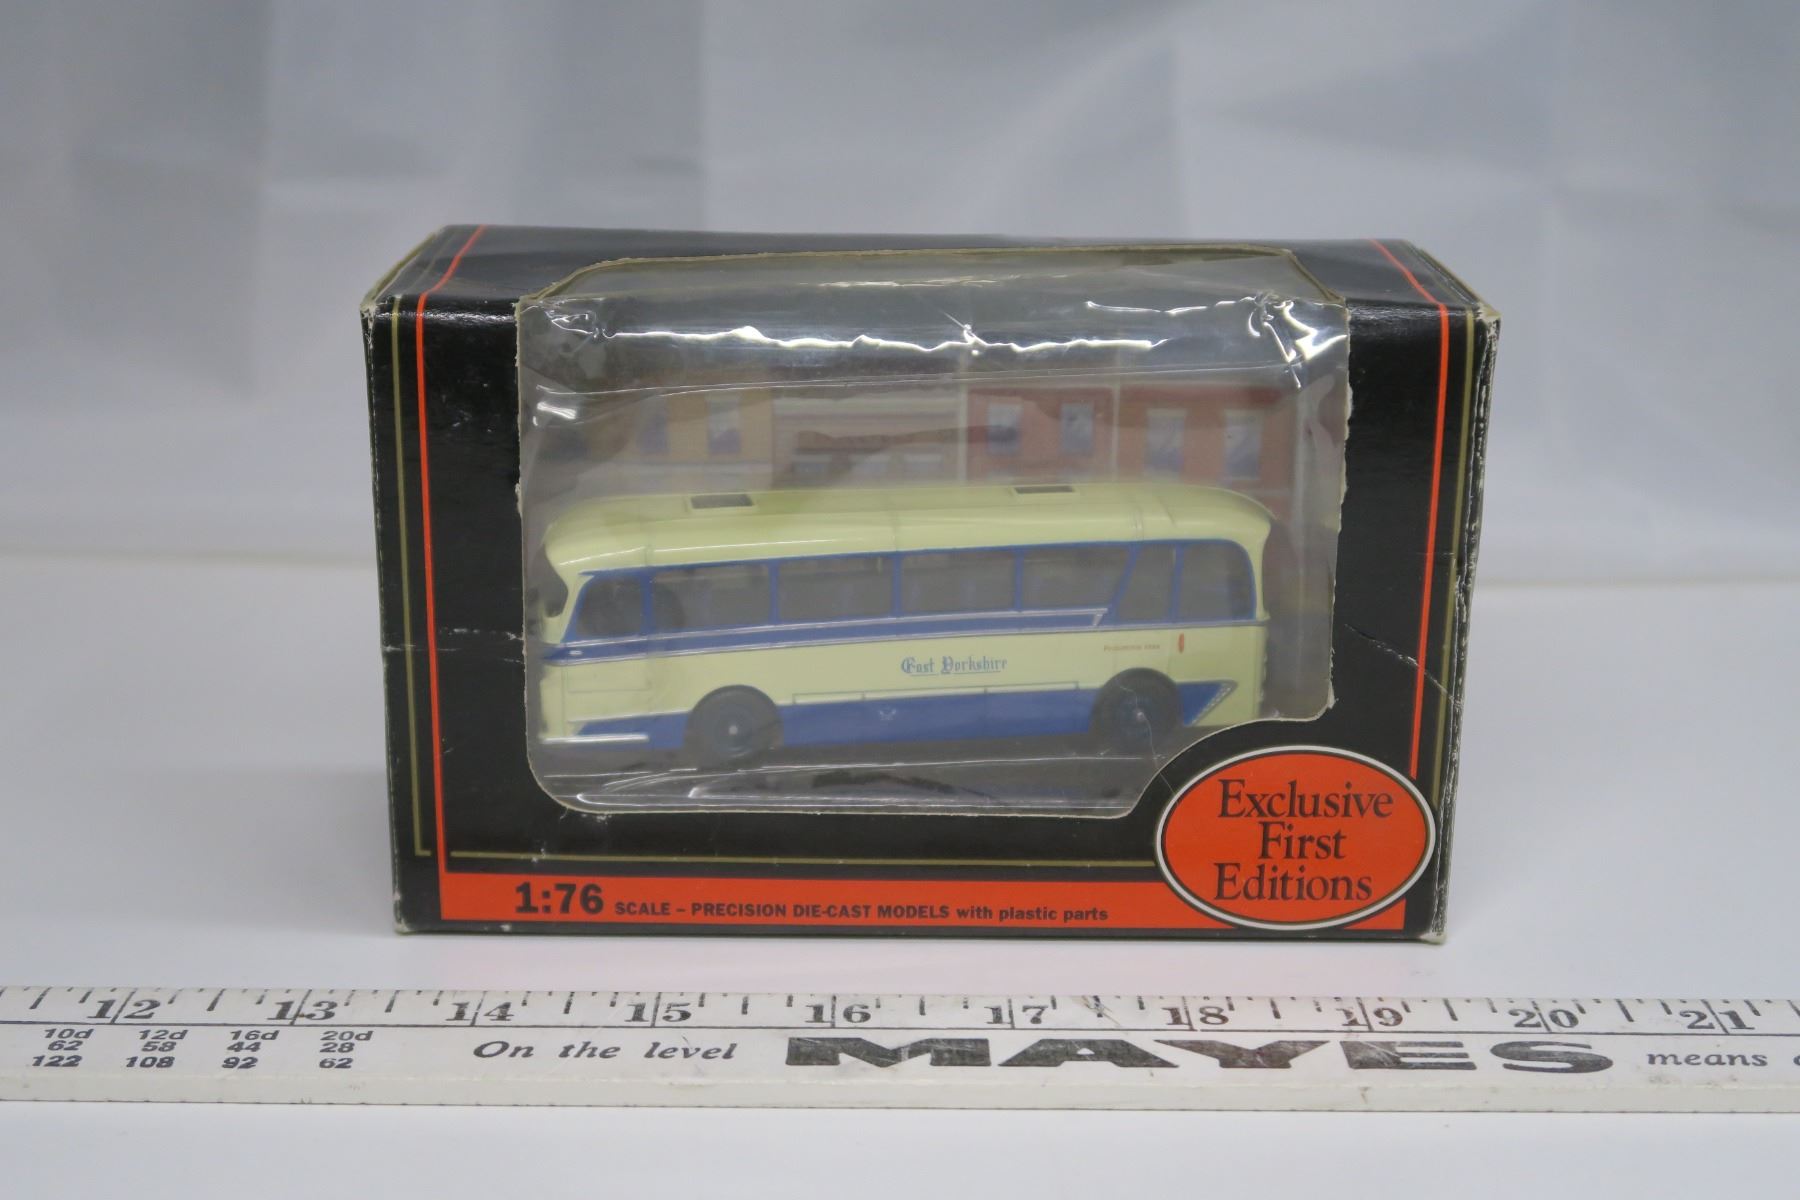 East Yorkshire
Exclusive
First
Editions
1:76 SCALE – PRECISION DIE-CAST MODELS with plastic parts
12 13 14 15 16 17 18 19 20 21
10d 12d 16d 20d
62 58 44 28
122 108 92 62
On the level MAYES means